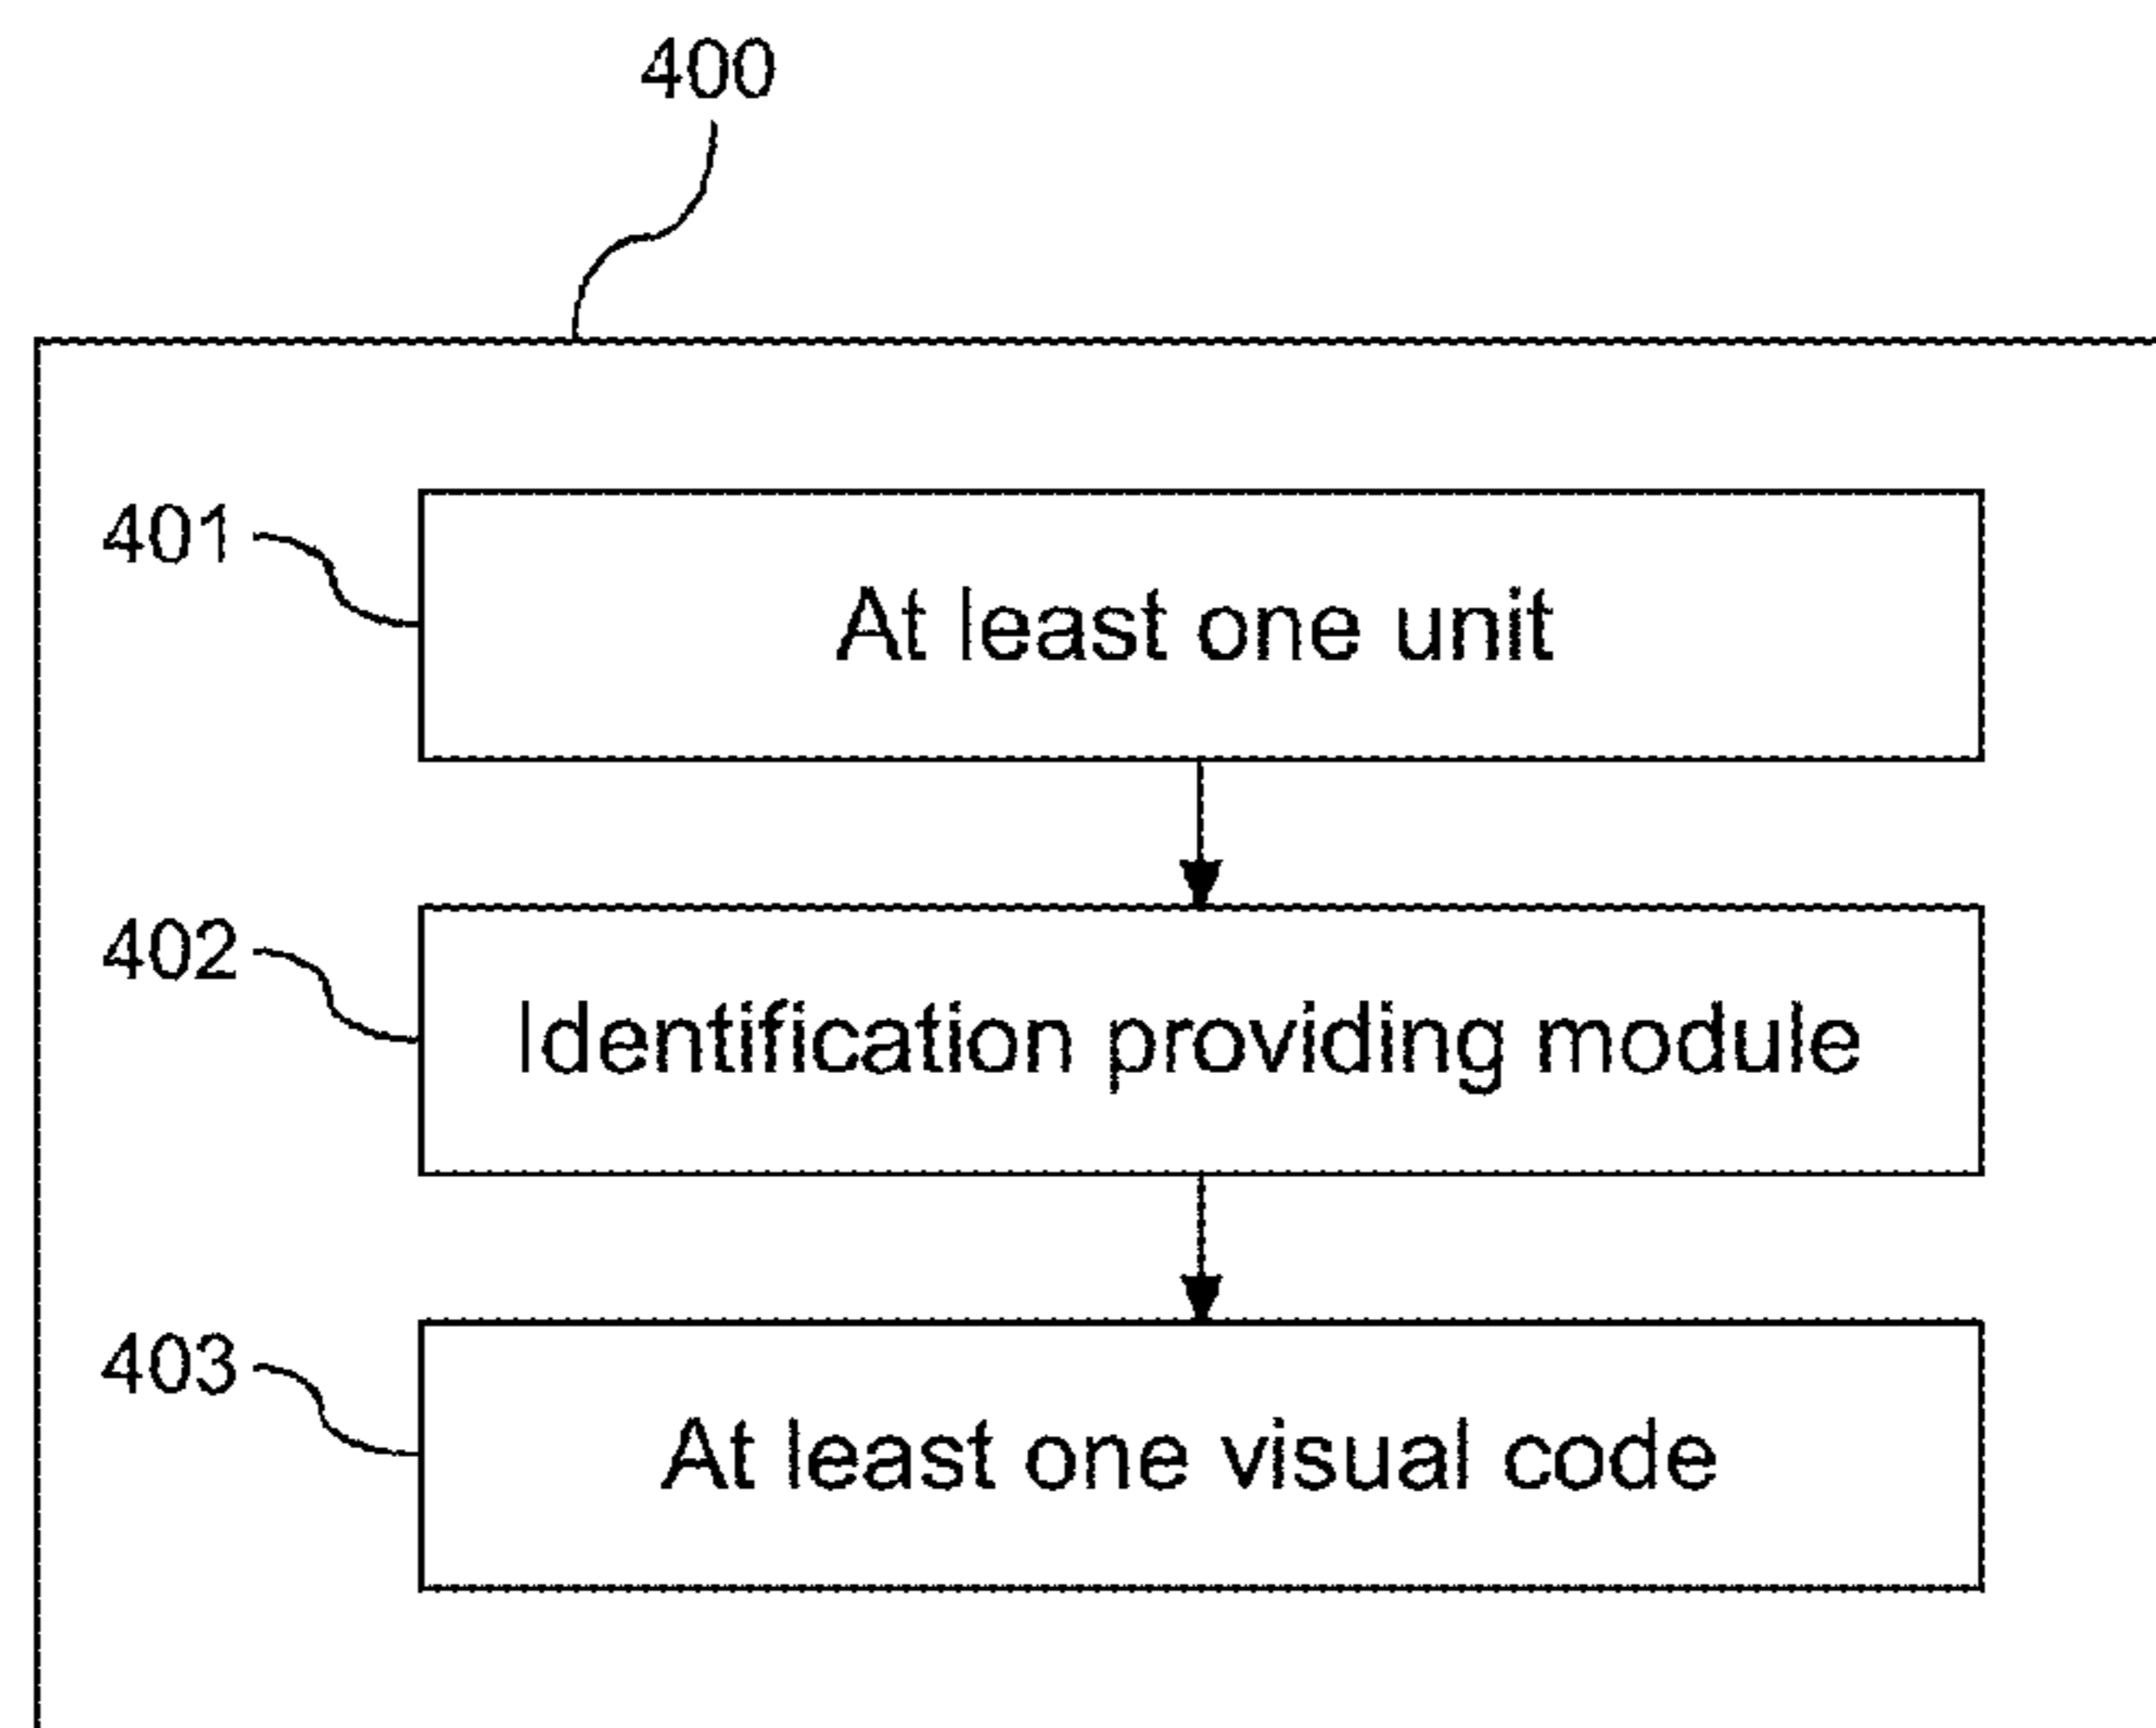 400
401
At least one unit
402
Identification providing module
403
At least one visual code